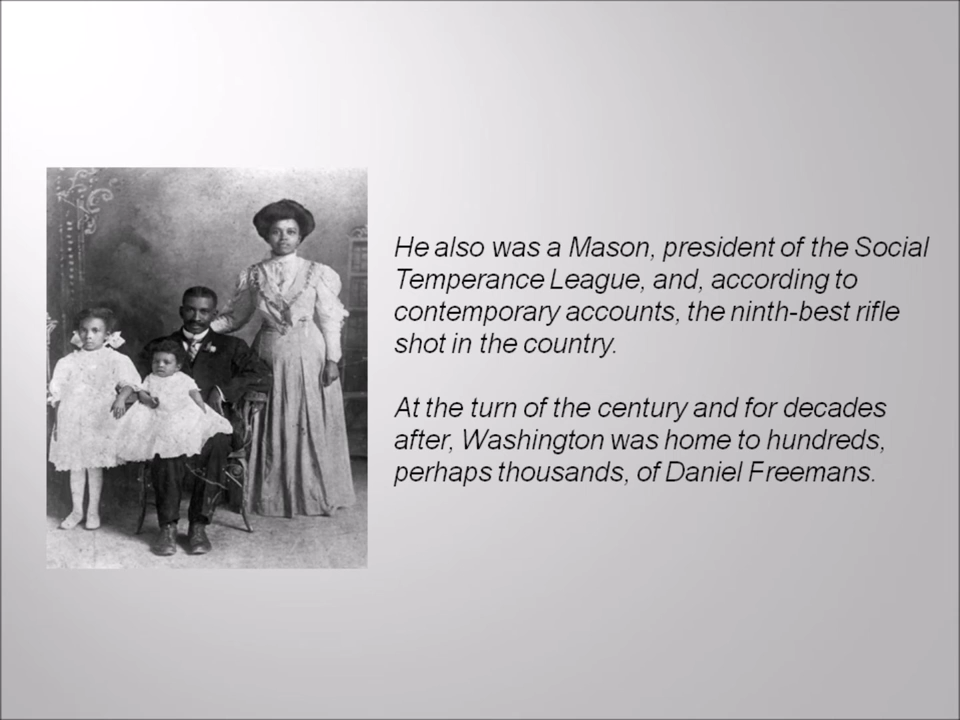 He also was a Mason, president of the Social
Temperance League, and, according to
contemporary accounts, the ninth-best rifle
shot in the country.
At the turn of the century and for decades
after, Washington was home to hundreds,
perhaps thousands, of Daniel Freemans.